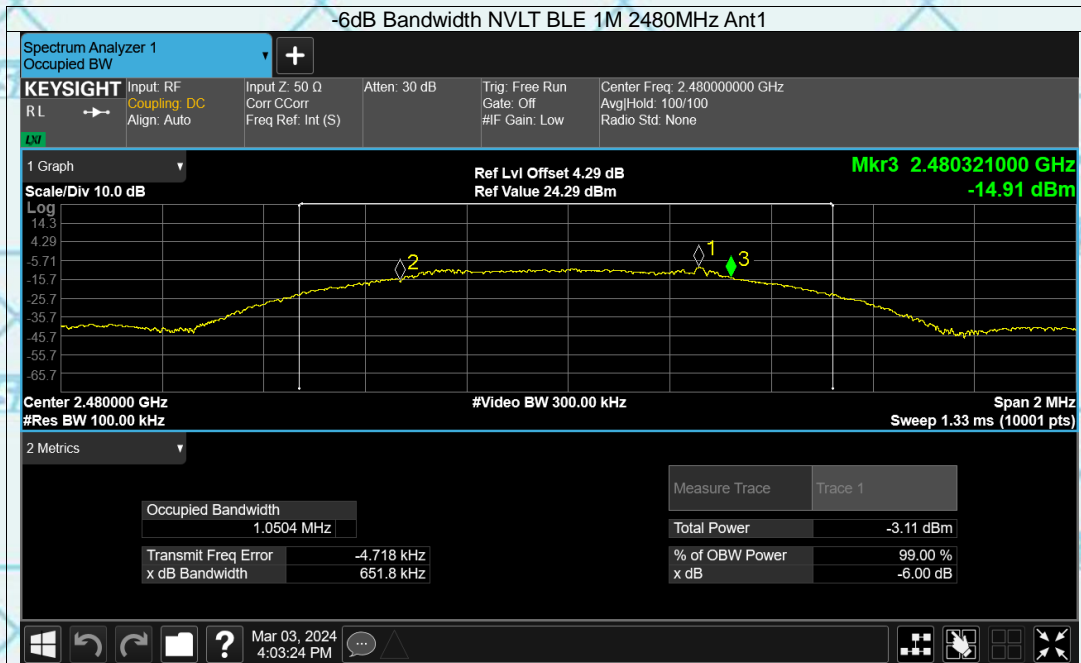 -6dB Bandwidth NVLT BLE 1M 2480MHz Ant1
Spectrum Analyzer 1
Occupied BW
+
KEYSIGHT
RL
LXI
Input: RF
Coupling: DC
Align: Auto
Input Z: 50 Ω
Corr CCorr
Freq Ref: Int (S)
Atten: 30 dB
Trig: Free Run
Gate: Off
#IF Gain: Low
Center Freq: 2.480000000 GHz
Avg|Hold: 100/100
Radio Std: None
1 Graph
Scale/Div 10.0 dB
Ref Lvl Offset 4.29 dB
Ref Value 24.29 dBm
Mkr3 2.480321000 GHz
-14.91 dBm
Log
14.3
4.29
-5.71
-15.7
-25.7
-35.7
-45.7
-55.7
-65.7
2
1
3
Center 2.480000 GHz
#Video BW 300.00 kHz
Span 2 MHz
#Res BW 100.00 kHz
Sweep 1.33 ms (10001 pts)
2 Metrics
Measure Trace Trace 1
Occupied Bandwidth
1.0504 MHz
Total Power -3.11 dBm
Transmit Freq Error -4.718 kHz
% of OBW Power 99.00 %
x dB Bandwidth 651.8 kHz
x dB -6.00 dB
?
Mar 03, 2024
4:03:24 PM